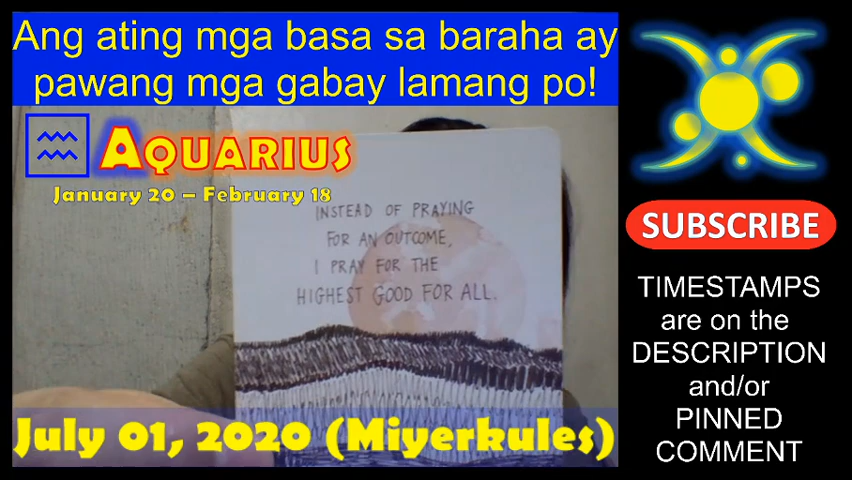 Ang ating mga basa sa baraha ay
pawang mga gabay lamang po!
AQUARIUS
January 20 – February 18
INSTEAD OF PRAYING
FOR AN OUTCOME,
I PRAY FOR THE
HIGHEST GOOD FOR ALL.
July 01, 2020 (Miyerkules)
SUBSCRIBE
TIMESTAMPS
are on the
DESCRIPTION
and/or
PINNED
COMMENT